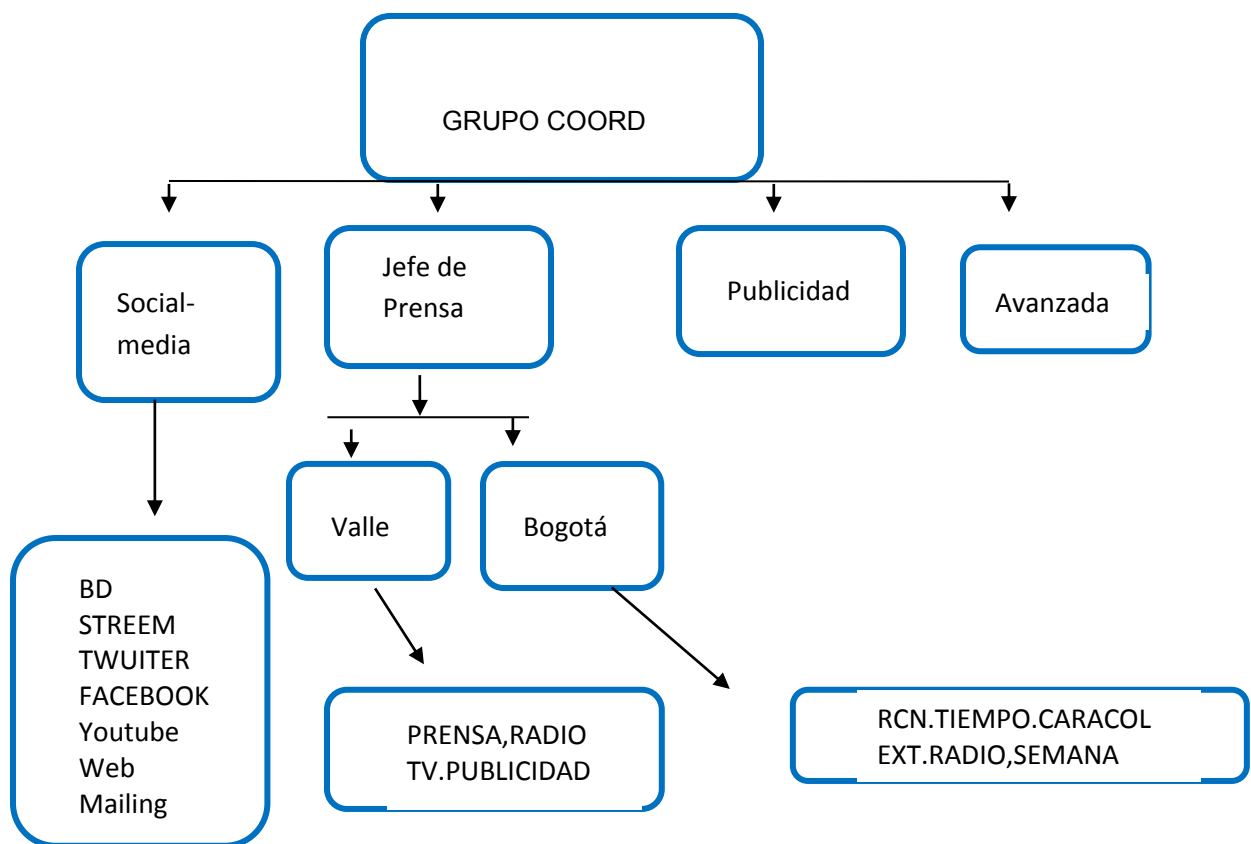 GRUPO COORD
Social-
media
Jefe de
Prensa
Publicidad
Avanzada
Valle
Bogotá
BD
STREEM
TWUITER
FACEBOOK
Youtube
Web
Mailing
PRENSA,RADIO
TV.PUBLICIDAD
RCN.TIEMPO.CARACOL
EXT.RADIO,SEMANA